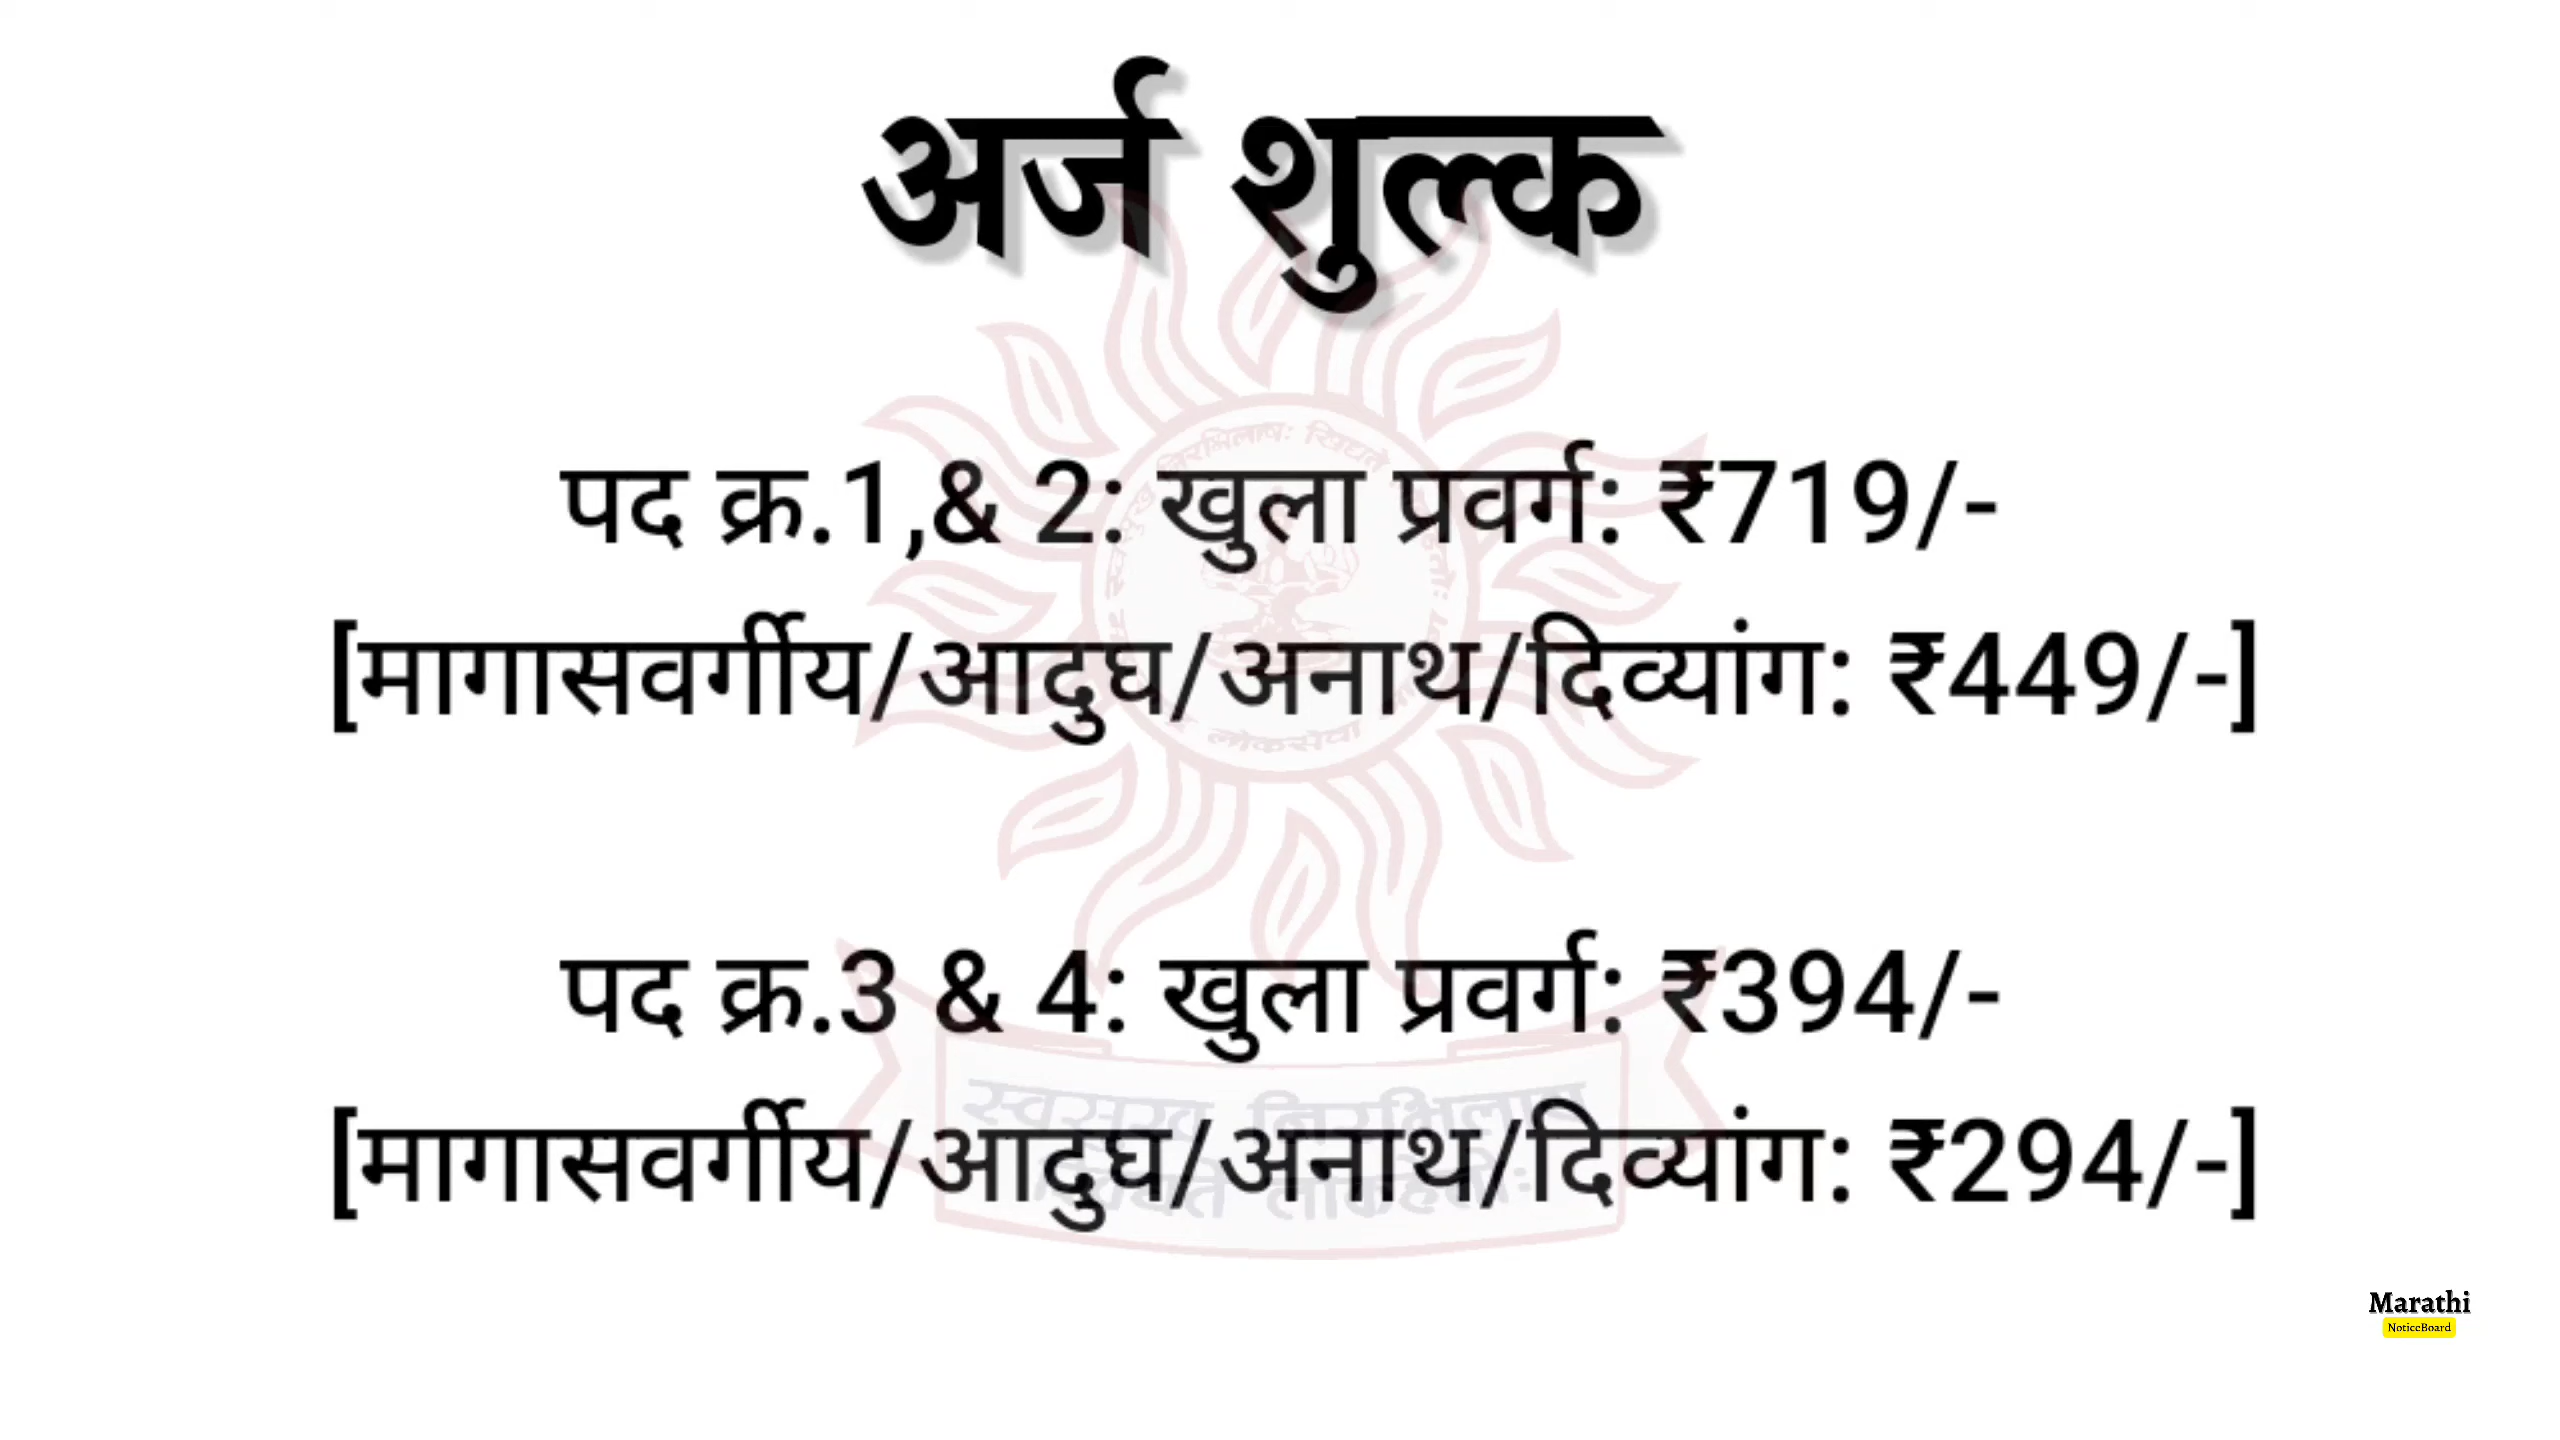 अर्ज शुल्क
पद क्र.1,& 2: खुला प्रवर्ग: ₹719/-
[मागासवर्गीय/आदुघ/अनाथ/दिव्यांग: ₹449/-]
पद क्र.3 & 4: खुला प्रवर्ग: ₹394/-
[मागासवर्गीय/आदुघ/अनाथ/दिव्यांग: ₹294/-]
Marathi
NoticeBoard